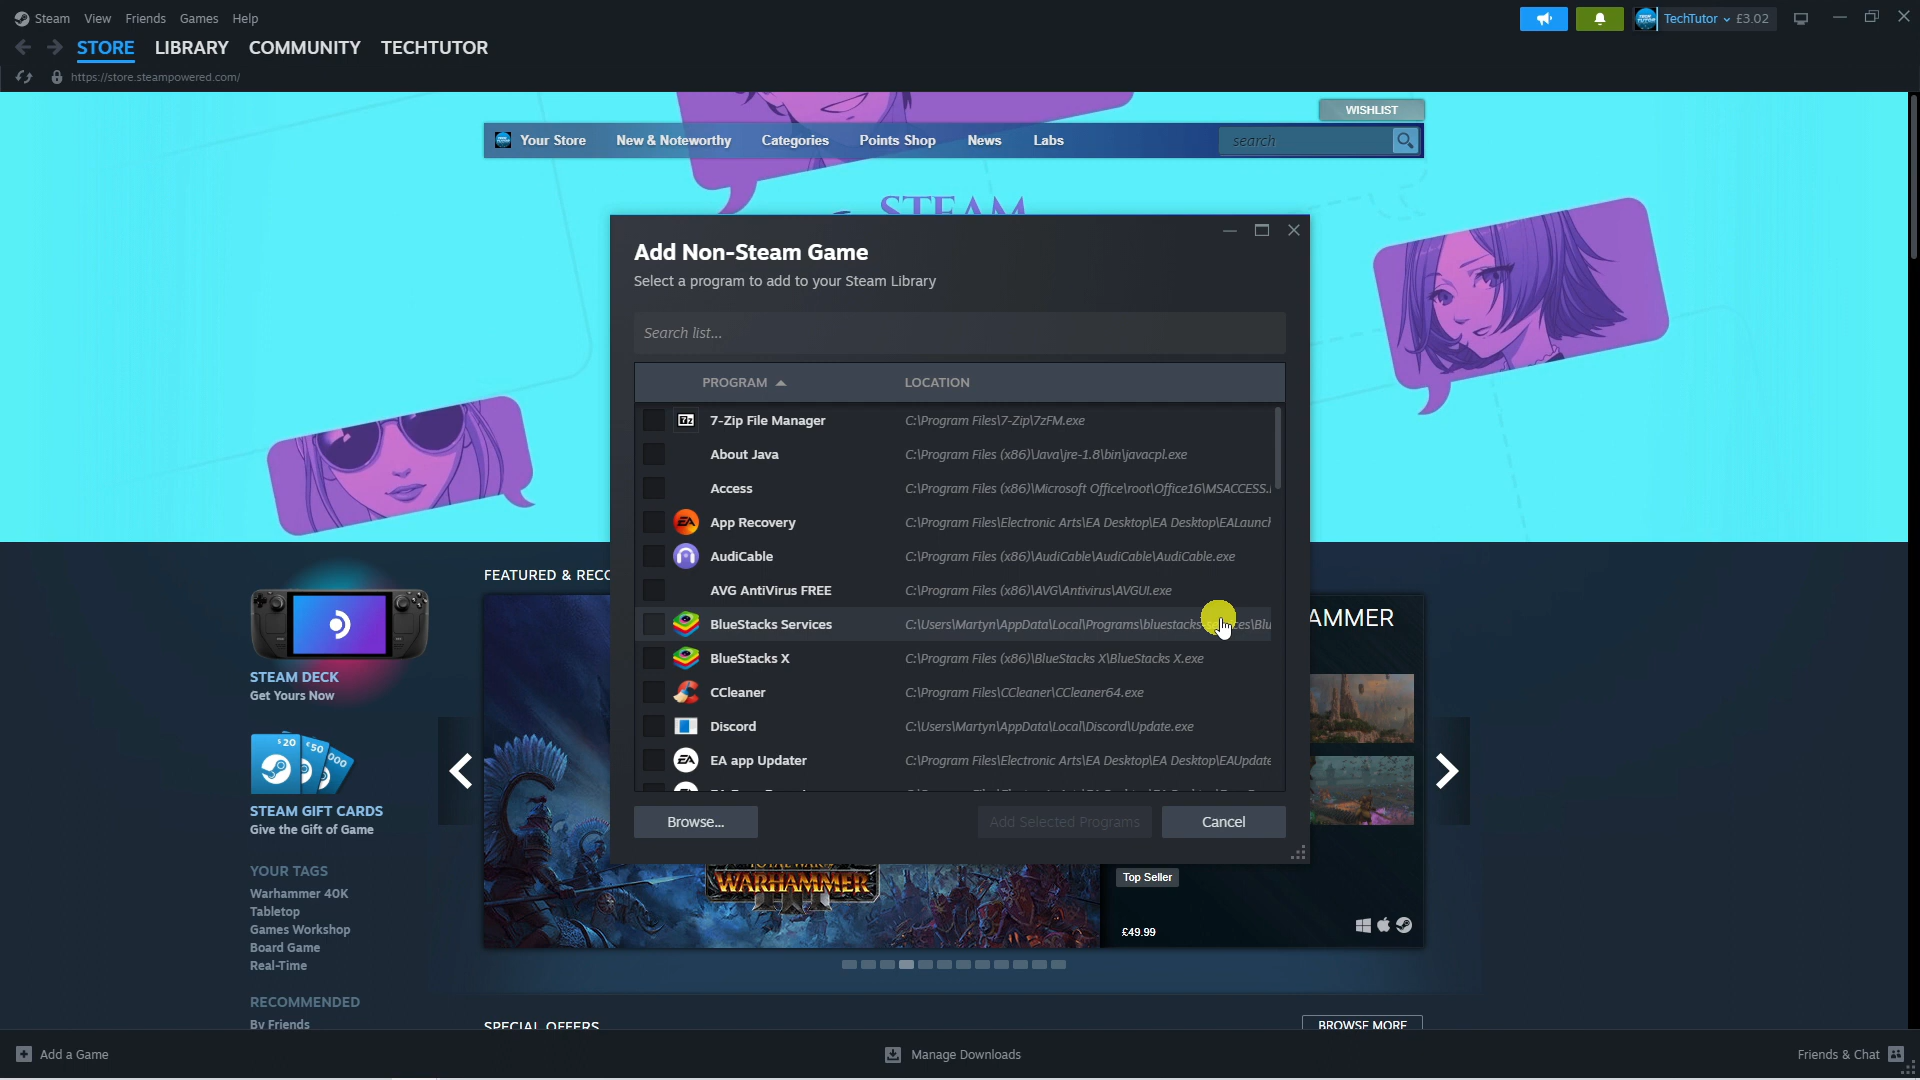 Steam View Friends Games Help
TechTutor £3.02
STORE LIBRARY COMMUNITY TECHTUTOR
https://store.steampowered.com/
WISHLIST
Your Store New & Noteworthy Categories Points Shop News Labs search
STEAM
Add Non-Steam Game
Select a program to add to your Steam Library
Search list...
PROGRAM LOCATION
7-Zip File Manager C:\Program Files\7-Zip\7zFM.exe
About Java C:\Program Files (x86)\Java\jre-1.8\bin\javacpl.exe
Access C:\Program Files (x86)\Microsoft Office\root\Office16\MSACCESS.
App Recovery C:\Program Files\Electronic Arts\EA Desktop\EA Desktop\EALaunch
AudiCable C:\Program Files (x86)\AudiCable\AudiCable\AudiCable.exe
AVG AntiVirus FREE C:\Program Files (x86)\AVG\Antivirus\AVGUI.exe
BlueStacks Services C:\Users\Martyn\AppData\Local\Programs\bluestacks-services\Blu
BlueStacks X C:\Program Files (x86)\BlueStacks X\BlueStacks X.exe
CCleaner C:\Program Files\CCleaner\CCleaner64.exe
Discord C:\Users\Martyn\AppData\Local\Discord\Update.exe
EA app Updater C:\Program Files\Electronic Arts\EA Desktop\EA Desktop\EAUpdate
Browse... Add Selected Programs Cancel
FEATURED & RECO
AMMER
STEAM DECK
Get Yours Now
STEAM GIFT CARDS
Give the Gift of Game
YOUR TAGS
Warhammer 40K
Tabletop
Games Workshop
Board Game
Real-Time
RECOMMENDED
By Friends
TOTAL WAR
WARHAMMER
III
Top Seller
£49.99
SPECIAL OFFERS BROWSE MORE
Add a Game Manage Downloads Friends & Chat